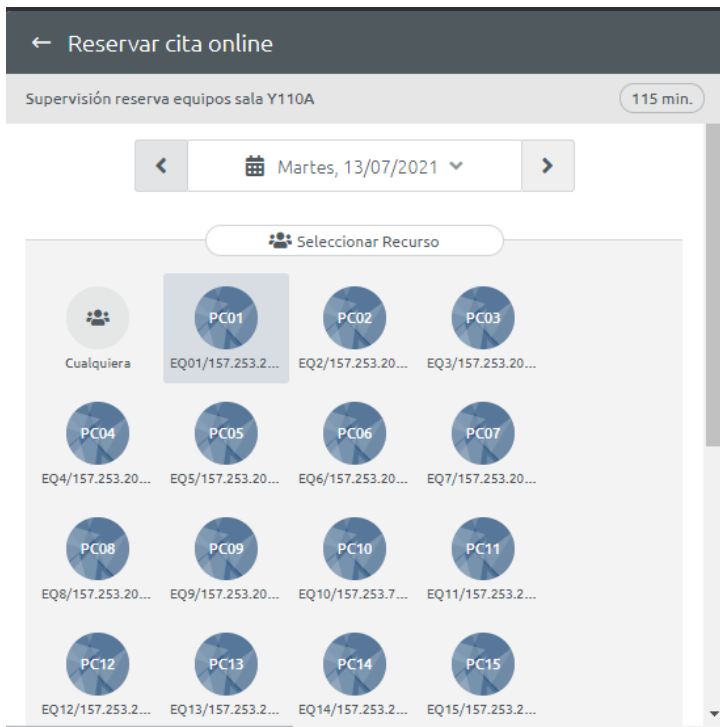 ← Reservar cita online
Supervisión reserva equipos sala Y110A 115 min.
Martes, 13/07/2021
Seleccionar Recurso
PC01 PC02 PC03
Cualquiera EQ01/157.253.2... EQ2/157.253.20... EQ3/157.253.20...
PC04 PC05 PC06 PC07
EQ4/157.253.20... EQ5/157.253.20... EQ6/157.253.20... EQ7/157.253.20...
PC08 PC09 PC10 PC11
EQ8/157.253.20... EQ9/157.253.20... EQ10/157.253.7... EQ11/157.253.2...
PC12 PC13 PC14 PC15
EQ12/157.253.2... EQ13/157.253.2... EQ14/157.253.2... EQ15/157.253.2...